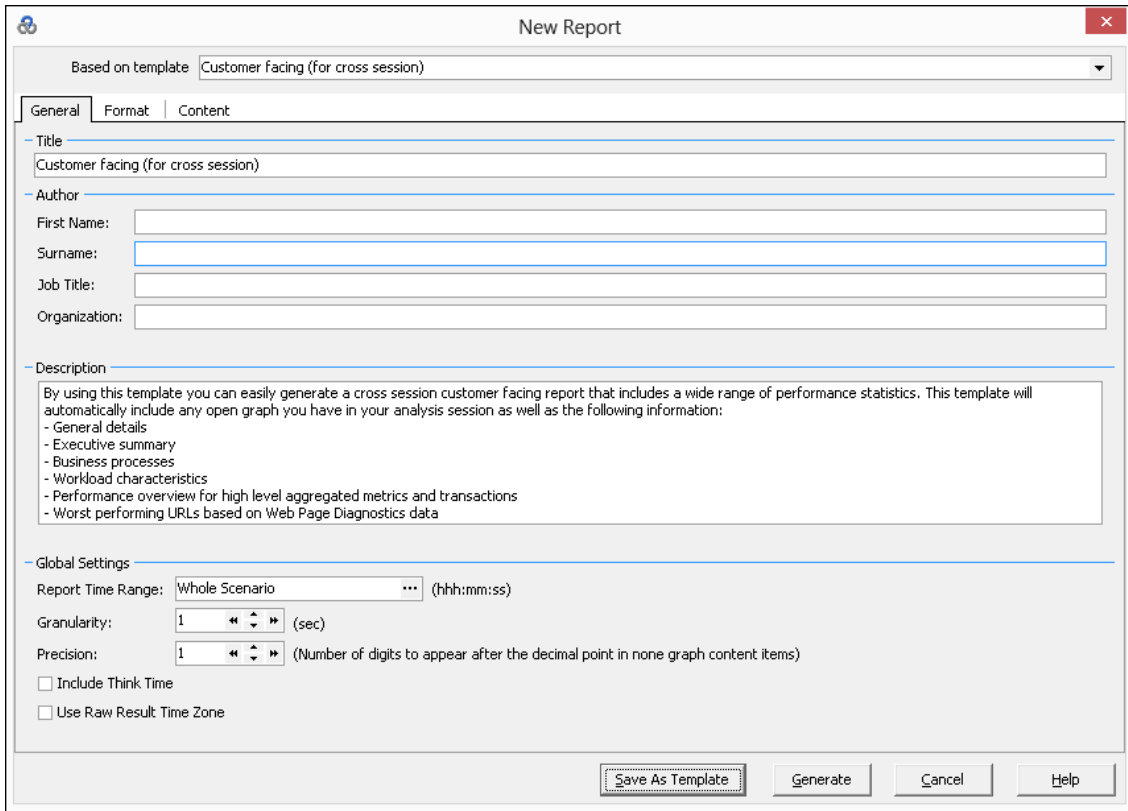 New Report
Based on template Customer facing (for cross session)
General Format Content
Title
Customer facing (for cross session)
Author
First Name:
Surname:
Job Title:
Organization:
Description
By using this template you can easily generate a cross session customer facing report that includes a wide range of performance statistics. This template will
automatically include any open graph you have in your analysis session as well as the following information:
- General details
- Executive summary
- Business processes
- Workload characteristics
- Performance overview for high level aggregated metrics and transactions
- Worst performing URLs based on Web Page Diagnostics data
Global Settings
Report Time Range: Whole Scenario ... (hhh:mm:ss)
Granularity: 1 (sec)
Precision: 1 (Number of digits to appear after the decimal point in none graph content items)
Include Think Time
Use Raw Result Time Zone
Save As Template Generate Cancel Help